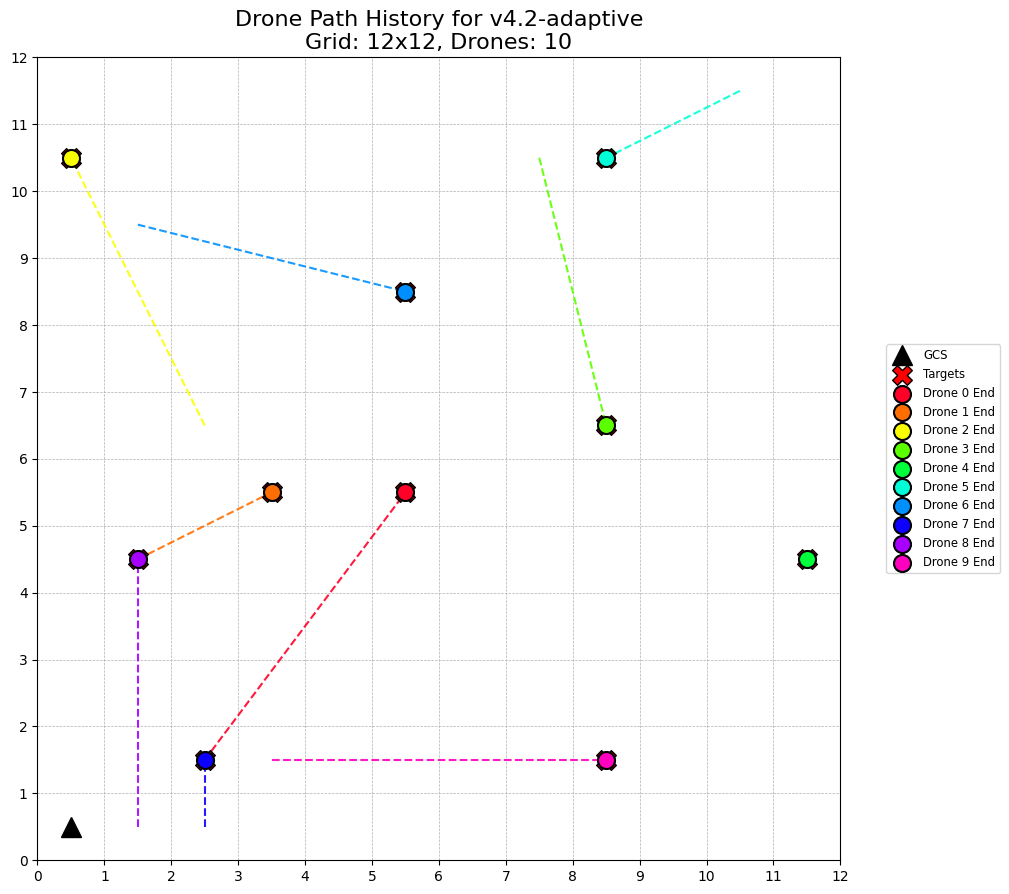 Drone Path History for v4.2-adaptive
Grid: 12x12, Drones: 10
12
11
10
9
8
7
6
5
4
3
2
1
0
0 1 2 3 4 5 6 7 8 9 10 11 12
GCS
Targets
Drone 0 End
Drone 1 End
Drone 2 End
Drone 3 End
Drone 4 End
Drone 5 End
Drone 6 End
Drone 7 End
Drone 8 End
Drone 9 End